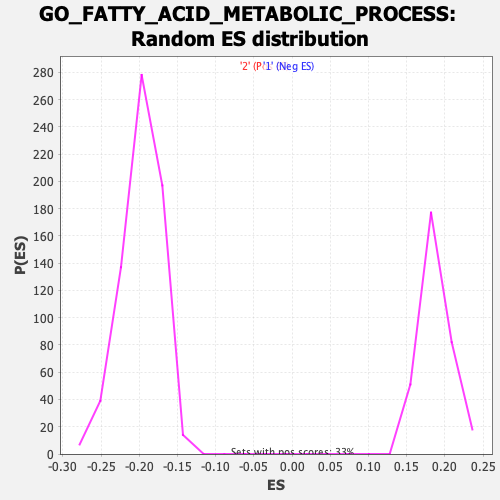 GO_FATTY_ACID_METABOLIC_PROCESS:
Random ES distribution
'2' (P '1' (Neg ES)
280
260
240
220
200
180
160
140
120
100
80
60
40
20
0
P(ES)
Sets with pos scores: 33%
-0.30 -0.25 -0.20 -0.15 -0.10 -0.05 0.00 0.05 0.10 0.15 0.20 0.25
ES